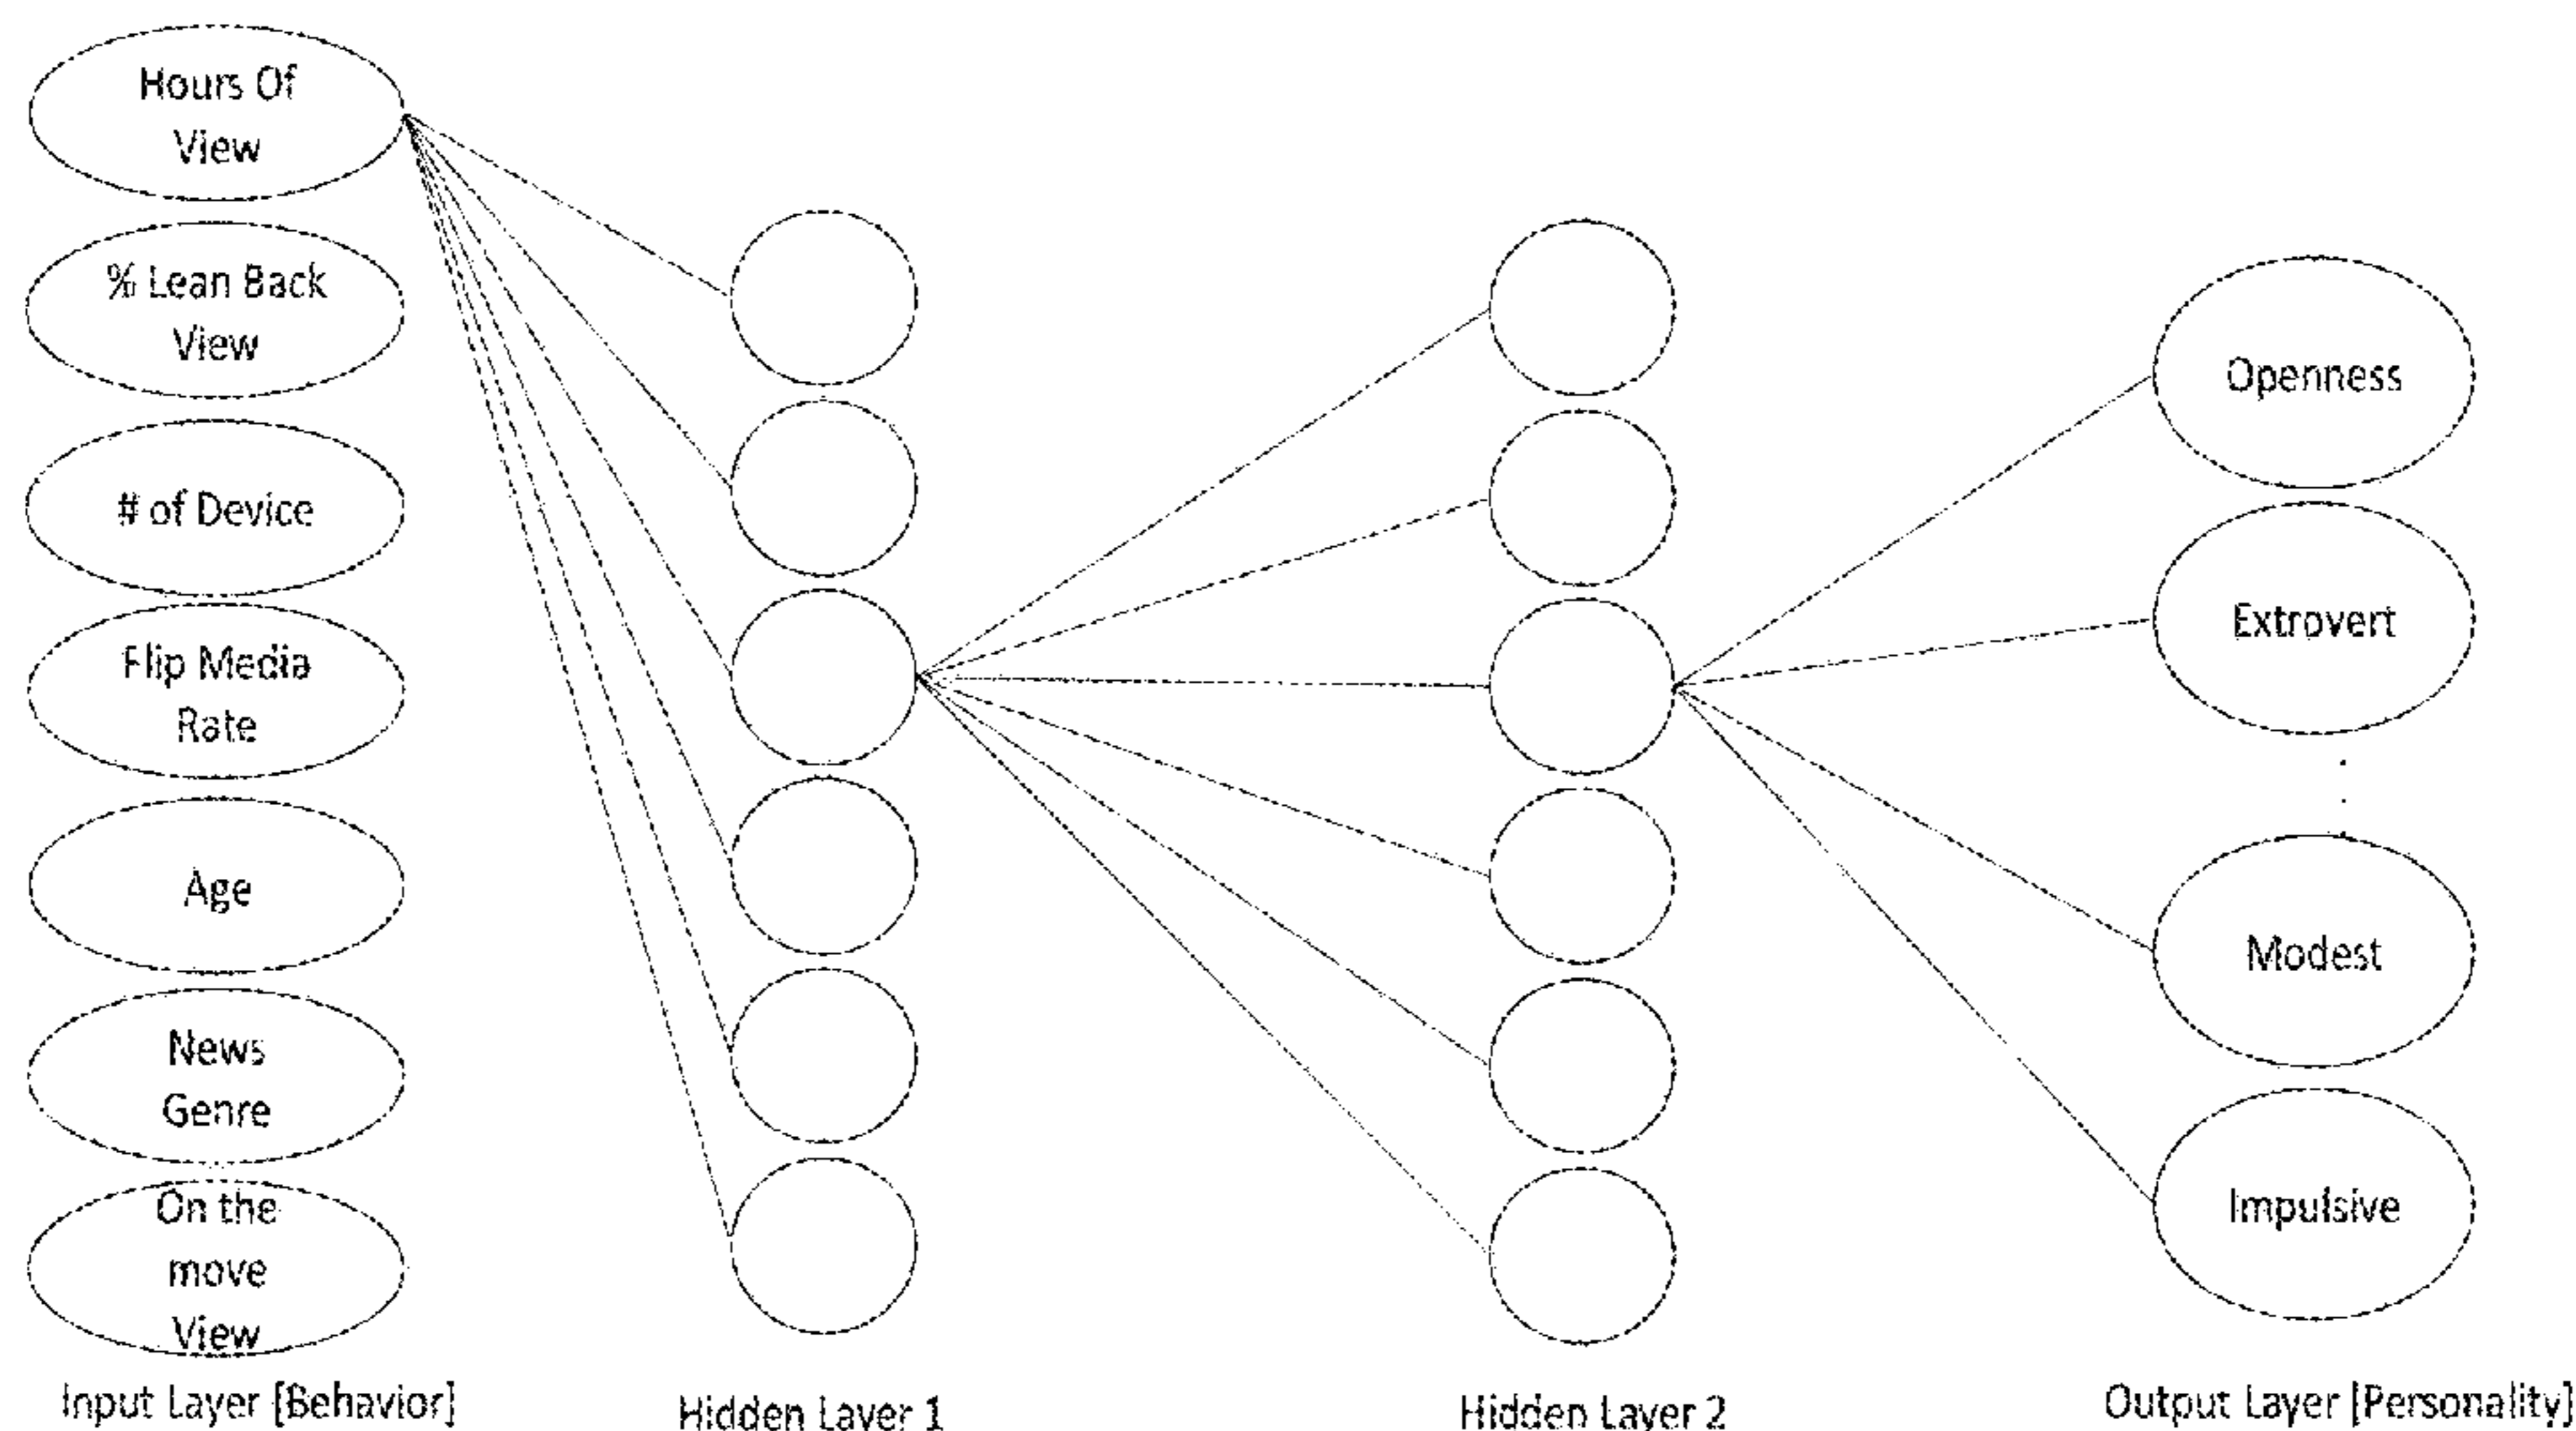 Hours Of
View
% Lean Back
View
# of Device
Flip Media
Rate
Age
News
Genre
On the
move
View
Input Layer [Behavior]
Hidden Layer 1
Hidden Layer 2
Openness
Extrovert
Modest
Impulsive
Output Layer [Personality]